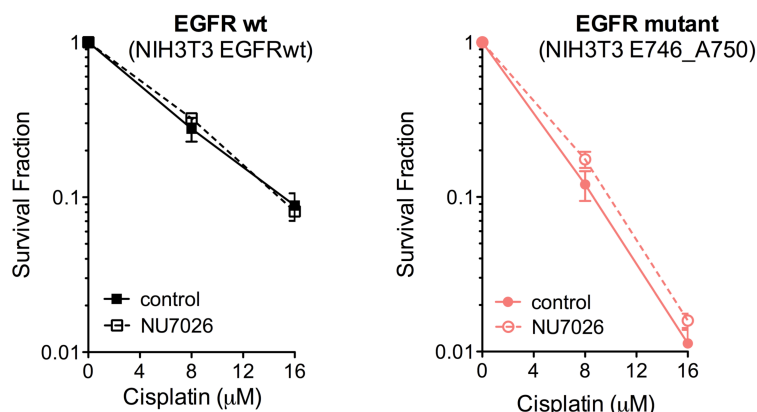 EGFR wt
(NIH3T3 EGFRwt)
1
0.1
0.01
Survival Fraction
control
NU7026
0
8
16
4
12
Cisplatin (μM)
EGFR mutant
(NIH3T3 E746_A750)
1
0.1
0.01
Survival Fraction
control
NU7026
0
4
8
12
16
Cisplatin (μM)